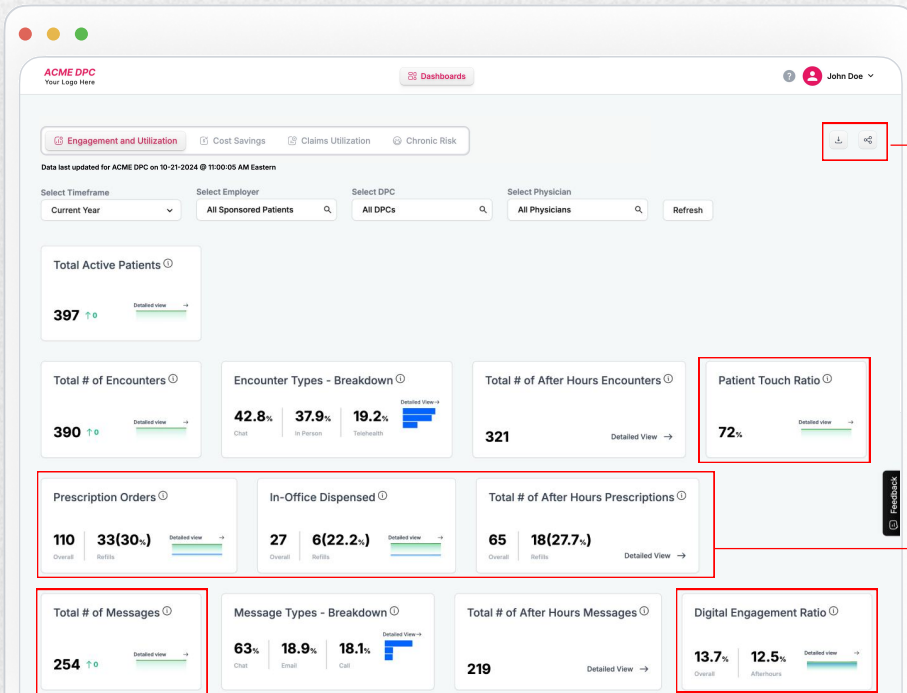 ACME DPC
Your Logo Here
Dashboards
? John Doe
Engagement and Utilization Cost Savings Claims Utilization Chronic Risk
Data last updated for ACME DPC on 10-21-2024 @ 11:00:05 AM Eastern
Select Timeframe Select Employer Select DPC Select Physician
Current Year All Sponsored Patients All DPCs All Physicians Refresh
Total Active Patients
Detailed view →
397 ↑ 0
Total # of Encounters
Detailed view →
390 ↑ 0
Encounter Types - Breakdown
Detailed View→
42.8% 37.9% 19.2%
Chat In Person Telehealth
Total # of After Hours Encounters
321 Detailed View →
Patient Touch Ratio
Detailed view →
72%
Prescription Orders
110 33(30%) Detailed view →
Overall Refills
In-Office Dispensed
27 6(22.2%) Detailed view →
Overall Refills
Total # of After Hours Prescriptions
65 18(27.7%)
Overall Refills Detailed View →
Feedback
Total # of Messages
Detailed view →
254 ↑ 0
Message Types - Breakdown
Detailed View→
63% 18.9% 18.1%
Chat Email Call
Total # of After Hours Messages
219 Detailed View →
Digital Engagement Ratio
13.7% 12.5% Detailed view →
Overall Afterhours